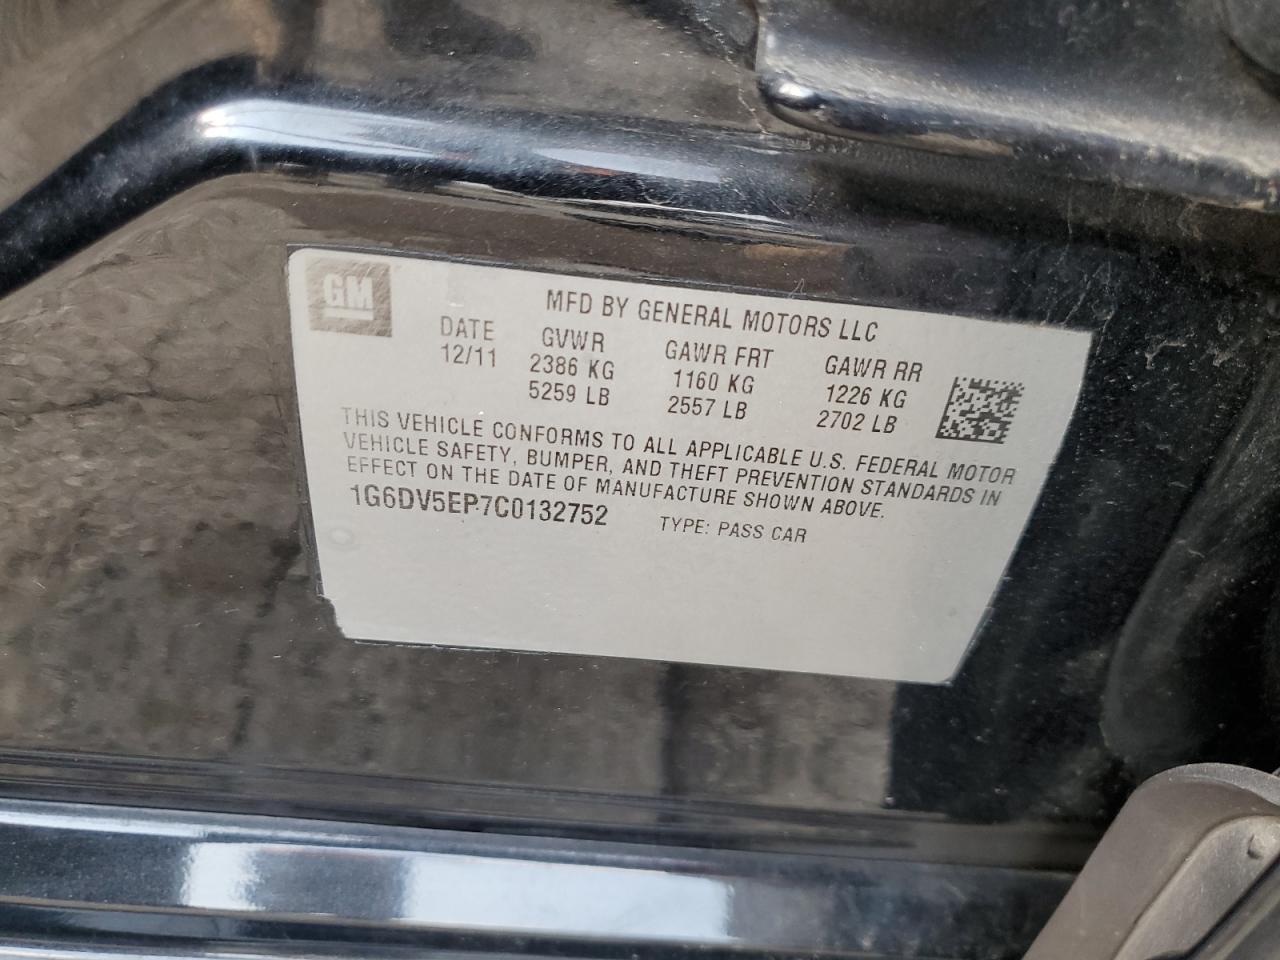 GM
MFD BY GENERAL MOTORS LLC
DATE GVWR GAWR FRT GAWR RR
12/11 2386 KG 1160 KG 1226 KG
5259 LB 2557 LB 2702 LB
THIS VEHICLE CONFORMS TO ALL APPLICABLE U.S. FEDERAL MOTOR
VEHICLE SAFETY, BUMPER, AND THEFT PREVENTION STANDARDS IN
EFFECT ON THE DATE OF MANUFACTURE SHOWN ABOVE.
1G6DV5EP7C0132752 TYPE: PASS CAR